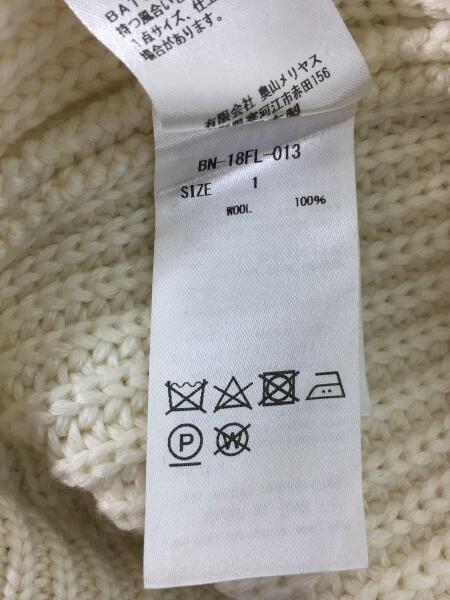 BAT
持つ風合い
1点サイズ、仕
場合があります。
有限会社 奥山メリヤス
寒河江市赤田156
BN-18FL-013
SIZE 1
WOOL 100%
P
W